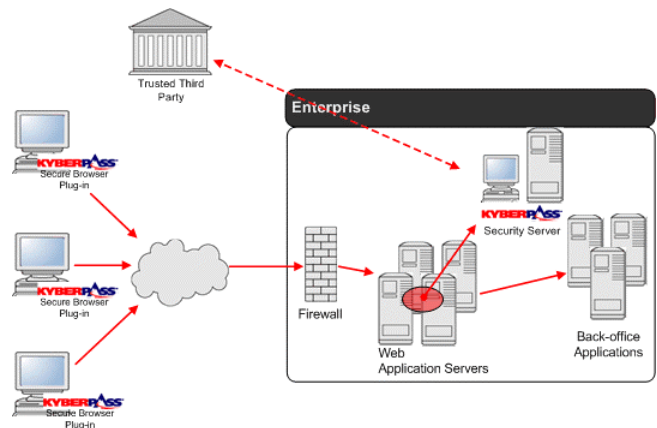 Trusted Third
Party
Enterprise
KYBERPASS
Secure Browser
Plug-in
KYBERPASS
Security Server
KYBERPASS
Secure Browser
Plug-in
Firewall
Web
Application Servers
Back-office
Applications
KYBERPASS
Secure Browser
Plug-in